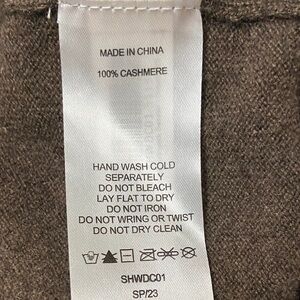 MADE IN CHINA
100% CASHMERE
HAND WASH COLD
SEPARATELY
DO NOT BLEACH
LAY FLAT TO DRY
DO NOT IRON
DO NOT WRING OR TWIST
DO NOT DRY CLEAN
SHWDC01
SP/23